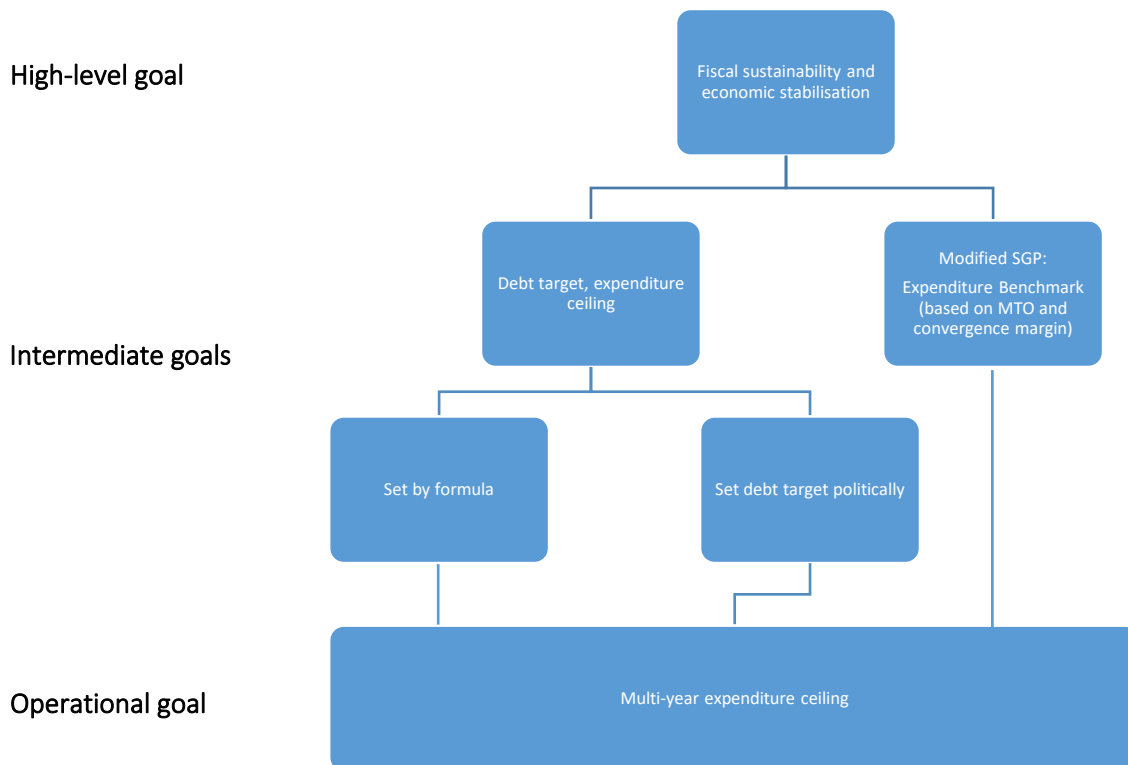 High-level goal
Fiscal sustainability and
economic stabilisation
Debt target, expenditure
ceiling
Modified SGP:
Expenditure Benchmark
(based on MTO and
convergence margin)
Intermediate goals
Set by formula
Set debt target politically
Operational goal
Multi-year expenditure ceiling